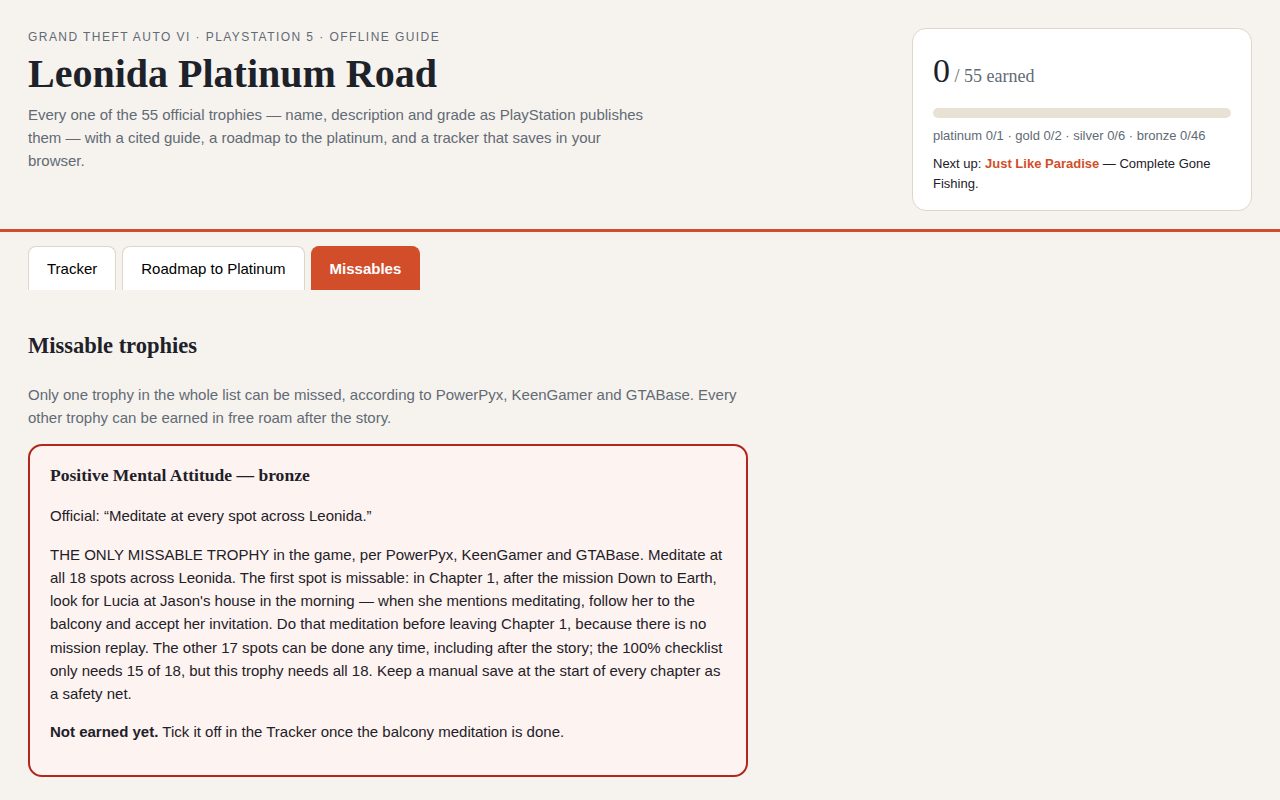 GRAND THEFT AUTO VI · PLAYSTATION 5 · OFFLINE GUIDE
Leonida Platinum Road
Every one of the 55 official trophies — name, description and grade as PlayStation publishes
them — with a cited guide, a roadmap to the platinum, and a tracker that saves in your
browser.
0 / 55 earned
platinum 0/1 · gold 0/2 · silver 0/6 · bronze 0/46
Next up: Just Like Paradise — Complete Gone
Fishing.
Tracker
Roadmap to Platinum
Missables
Missable trophies
Only one trophy in the whole list can be missed, according to PowerPyx, KeenGamer and GTABase. Every
other trophy can be earned in free roam after the story.
Positive Mental Attitude — bronze
Official: “Meditate at every spot across Leonida.”
THE ONLY MISSABLE TROPHY in the game, per PowerPyx, KeenGamer and GTABase. Meditate at
all 18 spots across Leonida. The first spot is missable: in Chapter 1, after the mission Down to Earth,
look for Lucia at Jason's house in the morning — when she mentions meditating, follow her to the
balcony and accept her invitation. Do that meditation before leaving Chapter 1, because there is no
mission replay. The other 17 spots can be done any time, including after the story; the 100% checklist
only needs 15 of 18, but this trophy needs all 18. Keep a manual save at the start of every chapter as
a safety net.
Not earned yet. Tick it off in the Tracker once the balcony meditation is done.